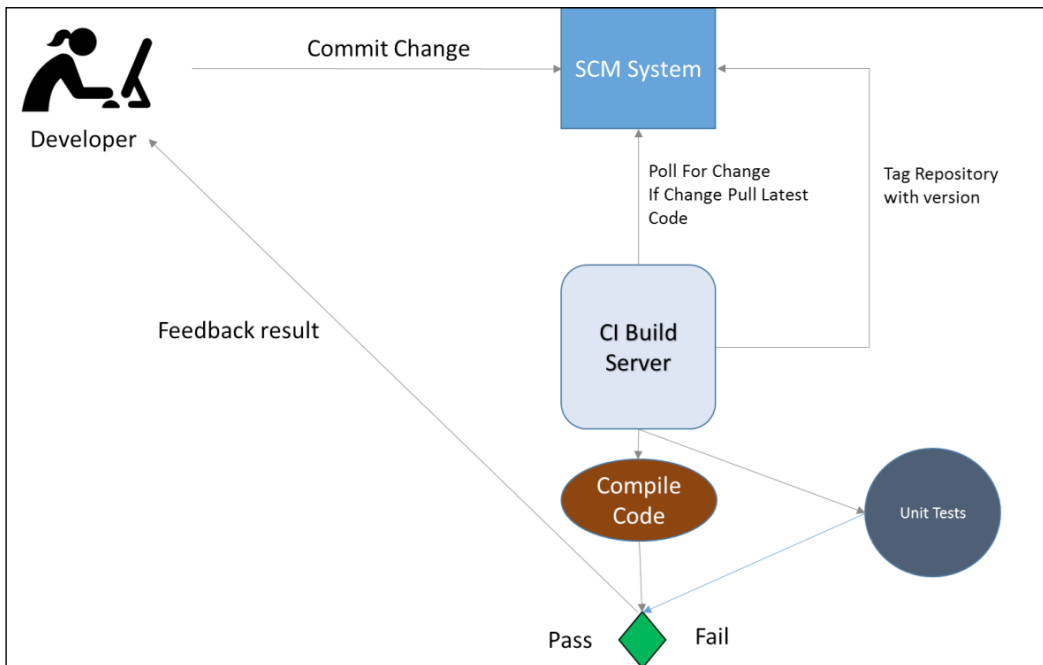 Commit Change
SCM System
Developer
Poll For Change
If Change Pull Latest
Code
Tag Repository
with version
Feedback result
CI Build
Server
Compile
Code
Unit Tests
Pass
Fail